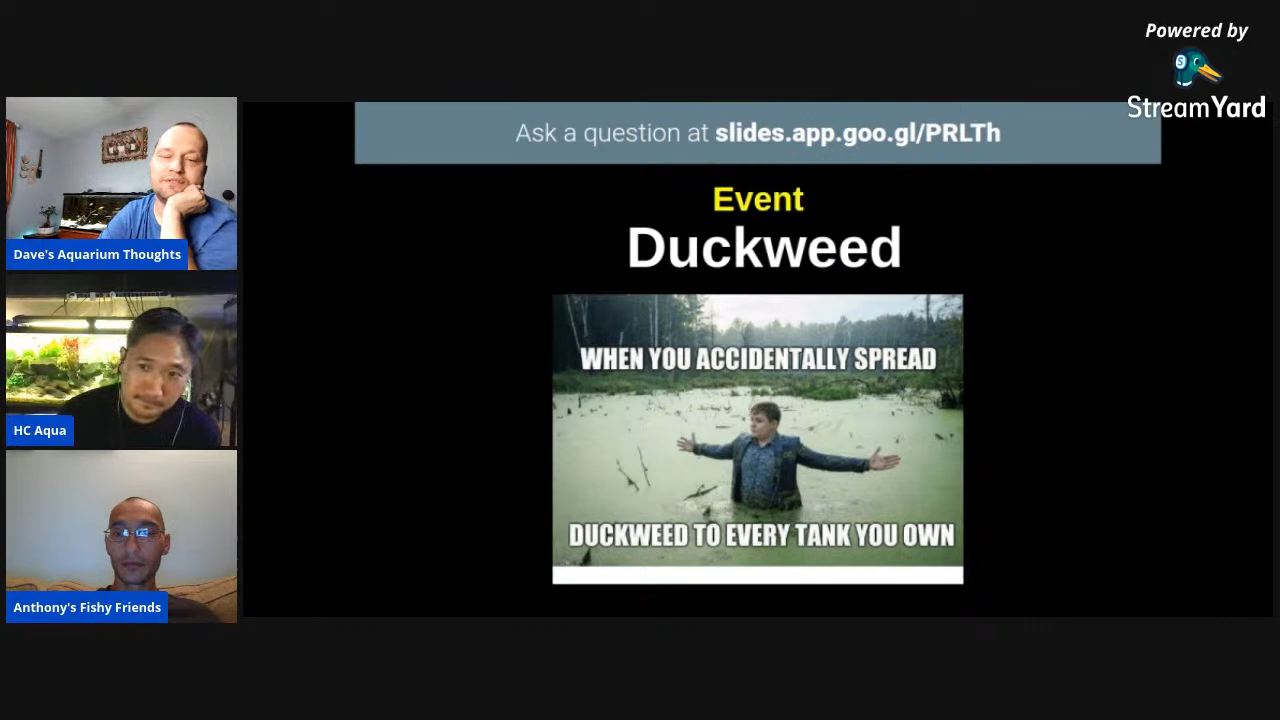 Powered by
StreamYard
Ask a question at slides.app.goo.gl/PRLTh
Event
Duckweed
WHEN YOU ACCIDENTALLY SPREAD
DUCKWEED TO EVERY TANK YOU OWN
Dave's Aquarium Thoughts
HC Aqua
Anthony's Fishy Friends